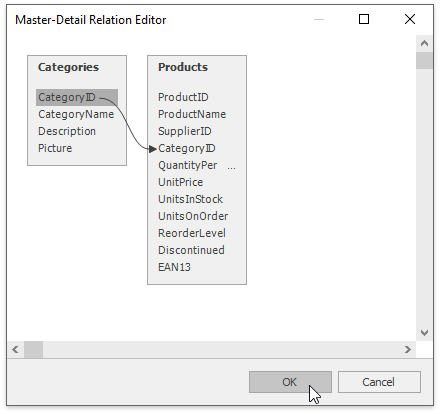 Master-Detail Relation Editor
Categories
CategoryID
CategoryName
Description
Picture
Products
ProductID
ProductName
SupplierID
CategoryID
QuantityPer ...
UnitPrice
UnitsInStock
UnitsOnOrder
ReorderLevel
Discontinued
EAN13
OK
Cancel